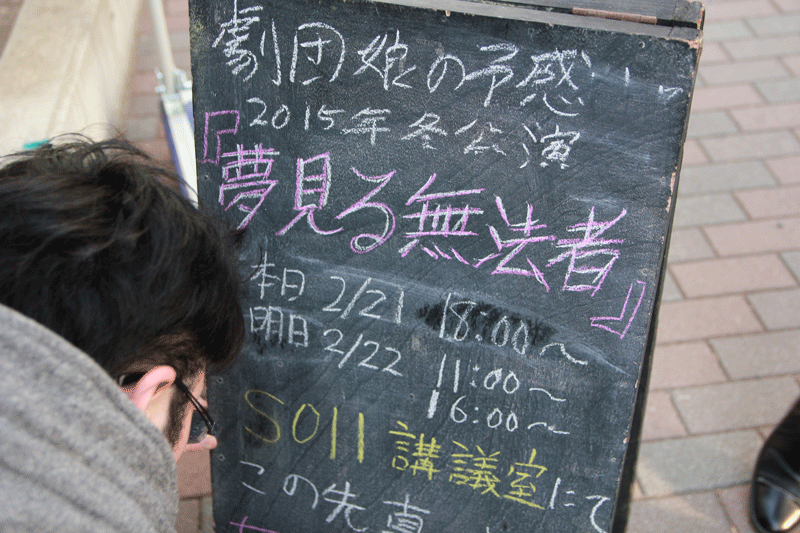 劇団娘の予感
2015年 冬公演
『夢見る無法者』
本日 2/21 18:00〜
明日 2/22 11:00〜
16:00〜
S011 講議室にて
この先真